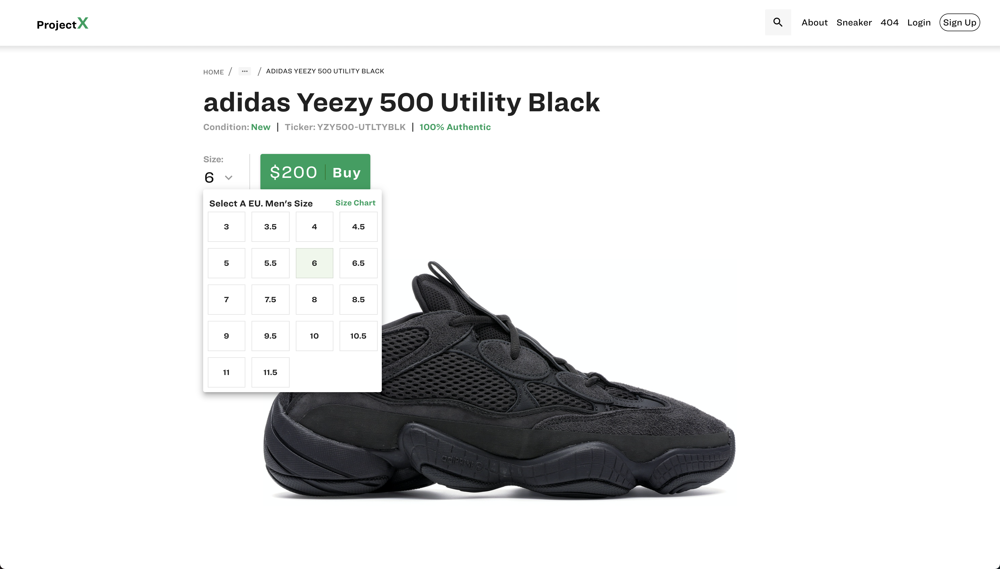 ProjectX
About Sneaker 404 Login Sign Up
HOME / ••• / ADIDAS YEEZY 500 UTILITY BLACK
adidas Yeezy 500 Utility Black
Condition: New | Ticker: YZY500-UTLTYBLK | 100% Authentic
Size:
6
$200 Buy
Select A EU. Men's Size Size Chart
3 3.5 4 4.5
5 5.5 6 6.5
7 7.5 8 8.5
9 9.5 10 10.5
11 11.5
adiPRENE+